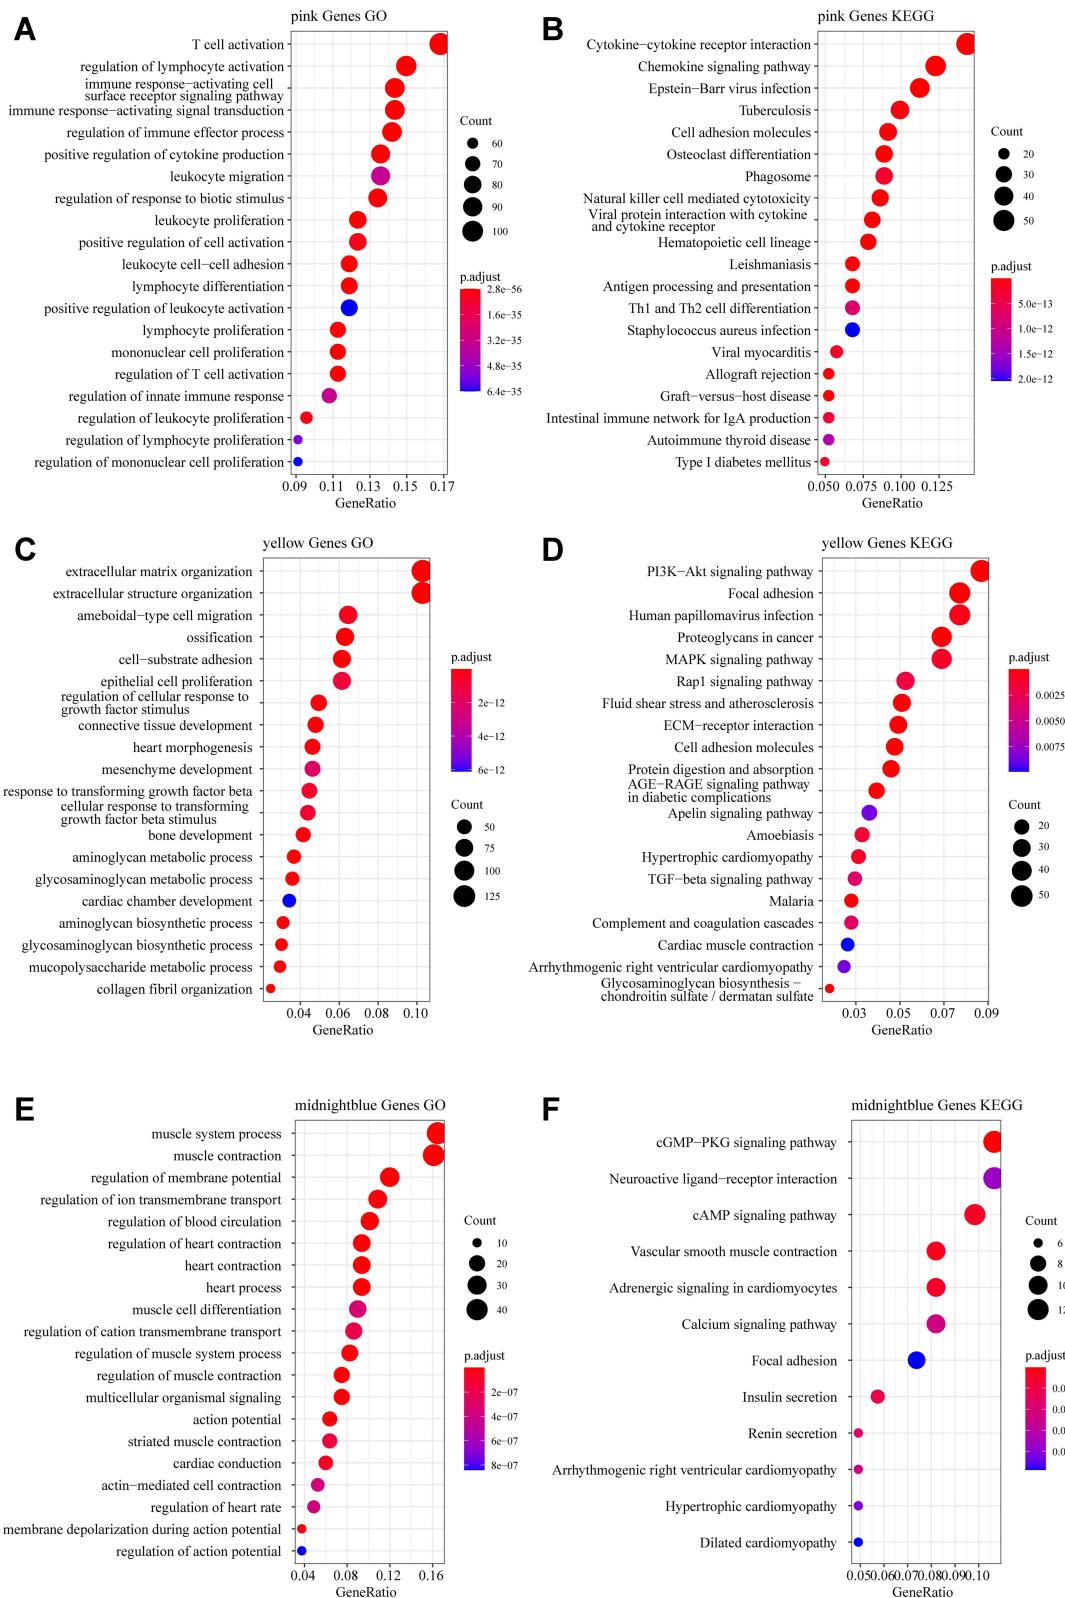 A
pink Genes GO
T cell activation
regulation of lymphocyte activation
immune response−activating cell
surface receptor signaling pathway
immune response−activating signal transduction
regulation of immune effector process
positive regulation of cytokine production
leukocyte migration
regulation of response to biotic stimulus
leukocyte proliferation
positive regulation of cell activation
leukocyte cell−cell adhesion
lymphocyte differentiation
positive regulation of leukocyte activation
lymphocyte proliferation
mononuclear cell proliferation
regulation of T cell activation
regulation of innate immune response
regulation of leukocyte proliferation
regulation of lymphocyte proliferation
regulation of mononuclear cell proliferation
0.09 0.11 0.13 0.15 0.17
GeneRatio
Count
60
70
80
90
100
p.adjust
2.8e−56
1.6e−35
3.2e−35
4.8e−35
6.4e−35
B
pink Genes KEGG
Cytokine−cytokine receptor interaction
Chemokine signaling pathway
Epstein−Barr virus infection
Tuberculosis
Cell adhesion molecules
Osteoclast differentiation
Phagosome
Natural killer cell mediated cytotoxicity
Viral protein interaction with cytokine
and cytokine receptor
Hematopoietic cell lineage
Leishmaniasis
Antigen processing and presentation
Th1 and Th2 cell differentiation
Staphylococcus aureus infection
Viral myocarditis
Allograft rejection
Graft−versus−host disease
Intestinal immune network for IgA production
Autoimmune thyroid disease
Type I diabetes mellitus
0.050 0.075 0.100 0.125
GeneRatio
Count
20
30
40
50
p.adjust
5.0e−13
1.0e−12
1.5e−12
2.0e−12
C
yellow Genes GO
extracellular matrix organization
extracellular structure organization
ameboidal−type cell migration
ossification
cell−substrate adhesion
epithelial cell proliferation
regulation of cellular response to
growth factor stimulus
connective tissue development
heart morphogenesis
mesenchyme development
response to transforming growth factor beta
cellular response to transforming
growth factor beta stimulus
bone development
aminoglycan metabolic process
glycosaminoglycan metabolic process
cardiac chamber development
aminoglycan biosynthetic process
glycosaminoglycan biosynthetic process
mucopolysaccharide metabolic process
collagen fibril organization
0.04 0.06 0.08 0.10
GeneRatio
p.adjust
2e−12
4e−12
6e−12
Count
50
75
100
125
D
yellow Genes KEGG
PI3K−Akt signaling pathway
Focal adhesion
Human papillomavirus infection
Proteoglycans in cancer
MAPK signaling pathway
Rap1 signaling pathway
Fluid shear stress and atherosclerosis
ECM−receptor interaction
Cell adhesion molecules
Protein digestion and absorption
AGE−RAGE signaling pathway
in diabetic complications
Apelin signaling pathway
Amoebiasis
Hypertrophic cardiomyopathy
TGF−beta signaling pathway
Malaria
Complement and coagulation cascades
Cardiac muscle contraction
Arrhythmogenic right ventricular cardiomyopathy
Glycosaminoglycan biosynthesis −
chondroitin sulfate / dermatan sulfate
0.03 0.05 0.07 0.09
GeneRatio
p.adjust
0.0025
0.0050
0.0075
Count
20
30
40
50
E
midnightblue Genes GO
muscle system process
muscle contraction
regulation of membrane potential
regulation of ion transmembrane transport
regulation of blood circulation
regulation of heart contraction
heart contraction
heart process
muscle cell differentiation
regulation of cation transmembrane transport
regulation of muscle system process
regulation of muscle contraction
multicellular organismal signaling
action potential
striated muscle contraction
cardiac conduction
actin−mediated cell contraction
regulation of heart rate
membrane depolarization during action potential
regulation of action potential
0.04 0.08 0.12 0.16
GeneRatio
Count
10
20
30
40
p.adjust
2e−07
4e−07
6e−07
8e−07
F
midnightblue Genes KEGG
cGMP−PKG signaling pathway
Neuroactive ligand−receptor interaction
cAMP signaling pathway
Vascular smooth muscle contraction
Adrenergic signaling in cardiomyocytes
Calcium signaling pathway
Focal adhesion
Insulin secretion
Renin secretion
Arrhythmogenic right ventricular cardiomyopathy
Hypertrophic cardiomyopathy
Dilated cardiomyopathy
0.05 0.06 0.07 0.08 0.09 0.10
GeneRatio
Count
6
8
10
12
p.adjust
0.0
0.0
0.0
0.0